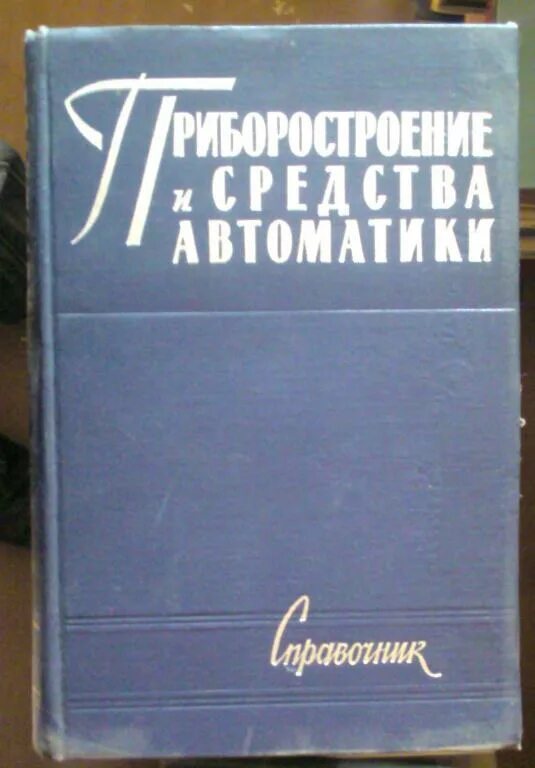 ПРИБОРОСТРОЕНИЕ
и СРЕДСТВА
АВТОМАТИКИ
Справочник